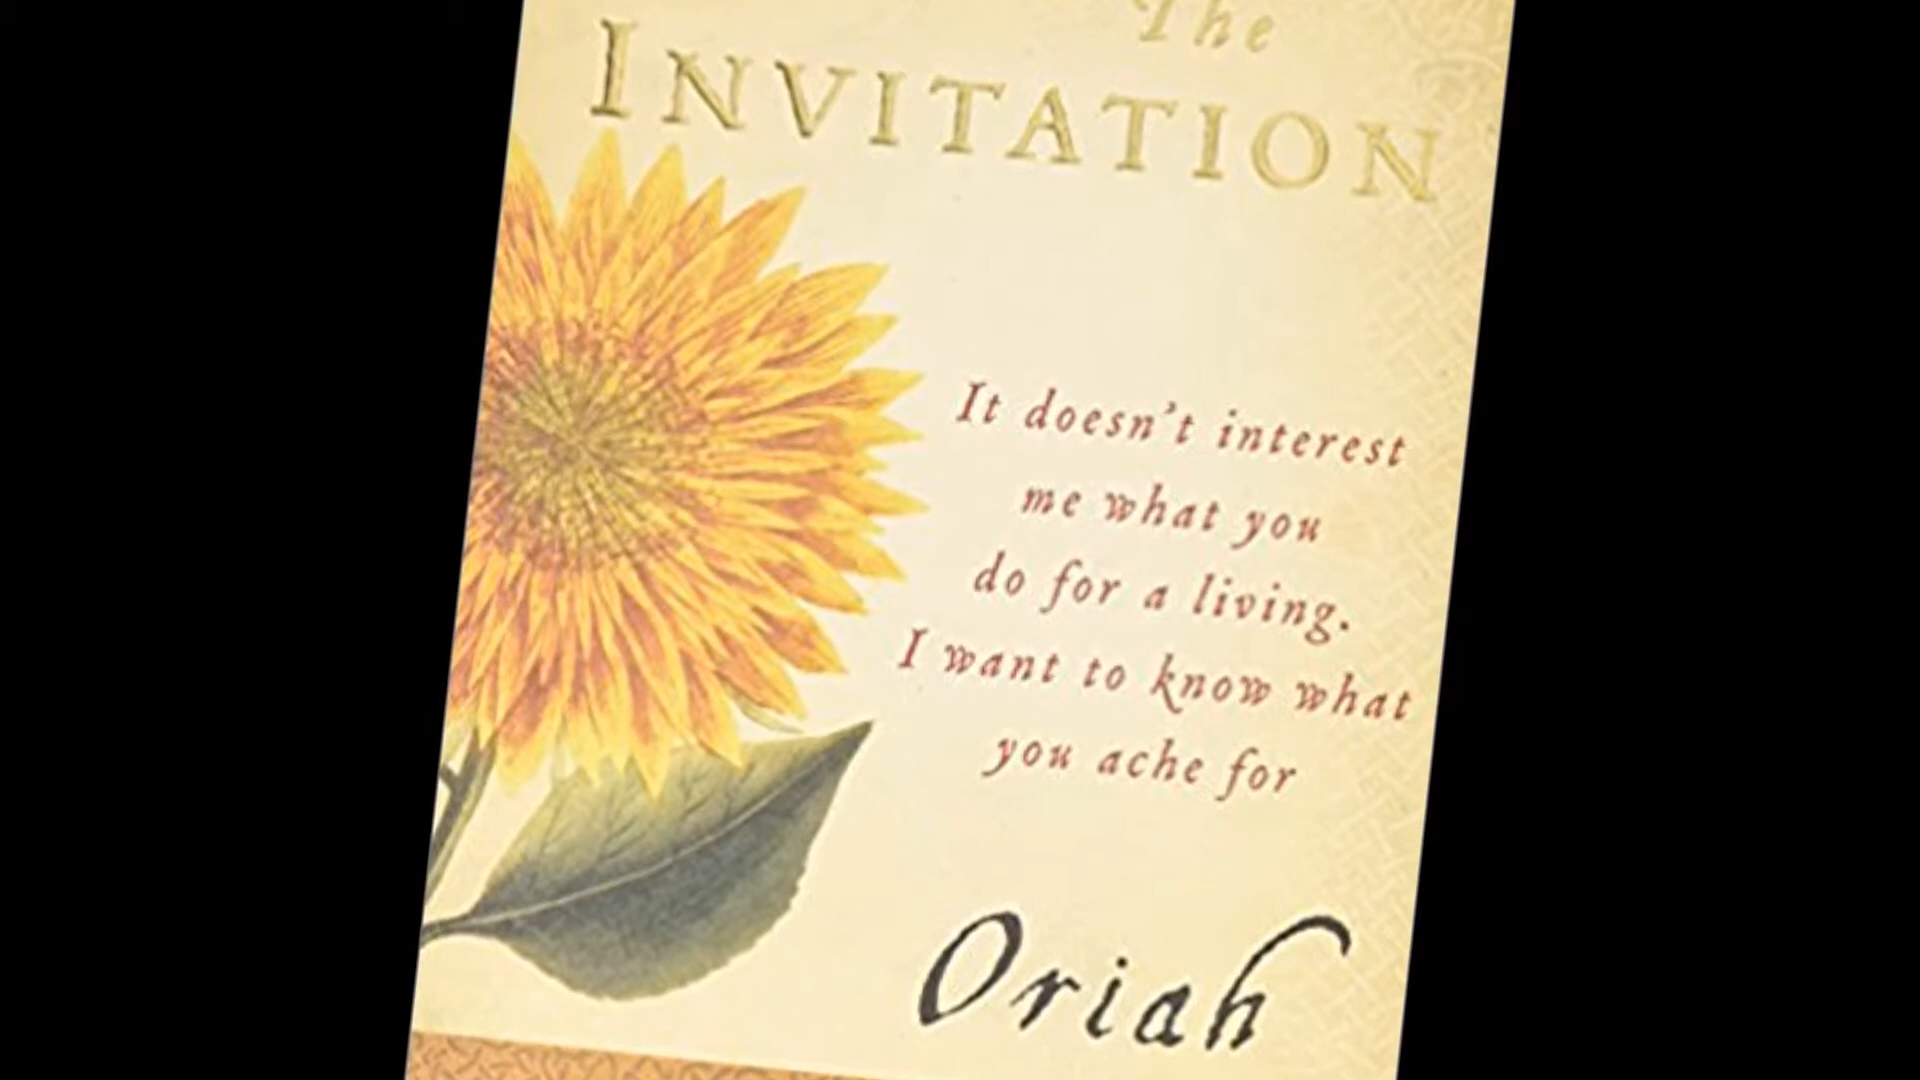 The
INVITATION
It doesn't interest
me what you
do for a living.
I want to know what
you ache for
Oriah